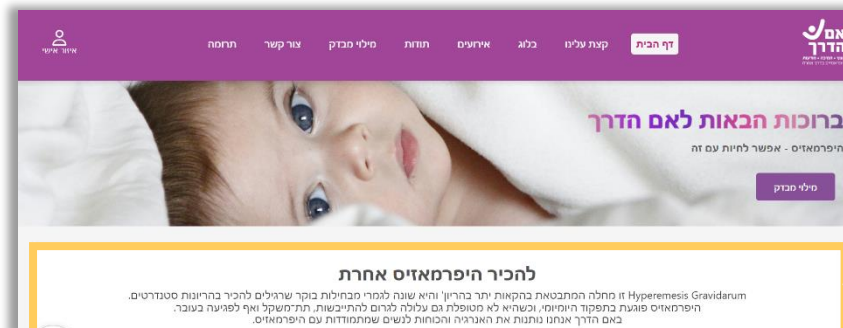 אם
הדרך
דף הבית
קצת עלינו
בלוג
אירועים
תודות
מילוי מבדק
צור קשר
תרומה
איזור אישי
ברוכות הבאות לאם הדרך
היפרמאזיס - אפשר לחיות עם זה
מילוי מבדק
להכיר היפרמאזיס אחרת
Hyperemesis Gravidarum זו מחלה המתבטאת בהקאות יתר בהריון' והיא שונה לגמרי מבחילות בוקר שרגילים להכיר בהריונות סטנדרטים.
היפרמאזיס פוגעת בתפקוד היומיומי, וכשהיא לא מטופלת גם עלולה לגרום להתייבשות, תת־משקל ואף לפגיעה בעובר.
באם הדרך אנחנו נותנות את האנרגיה והכוחות לנשים שמתמודדות עם היפרמאזיס.